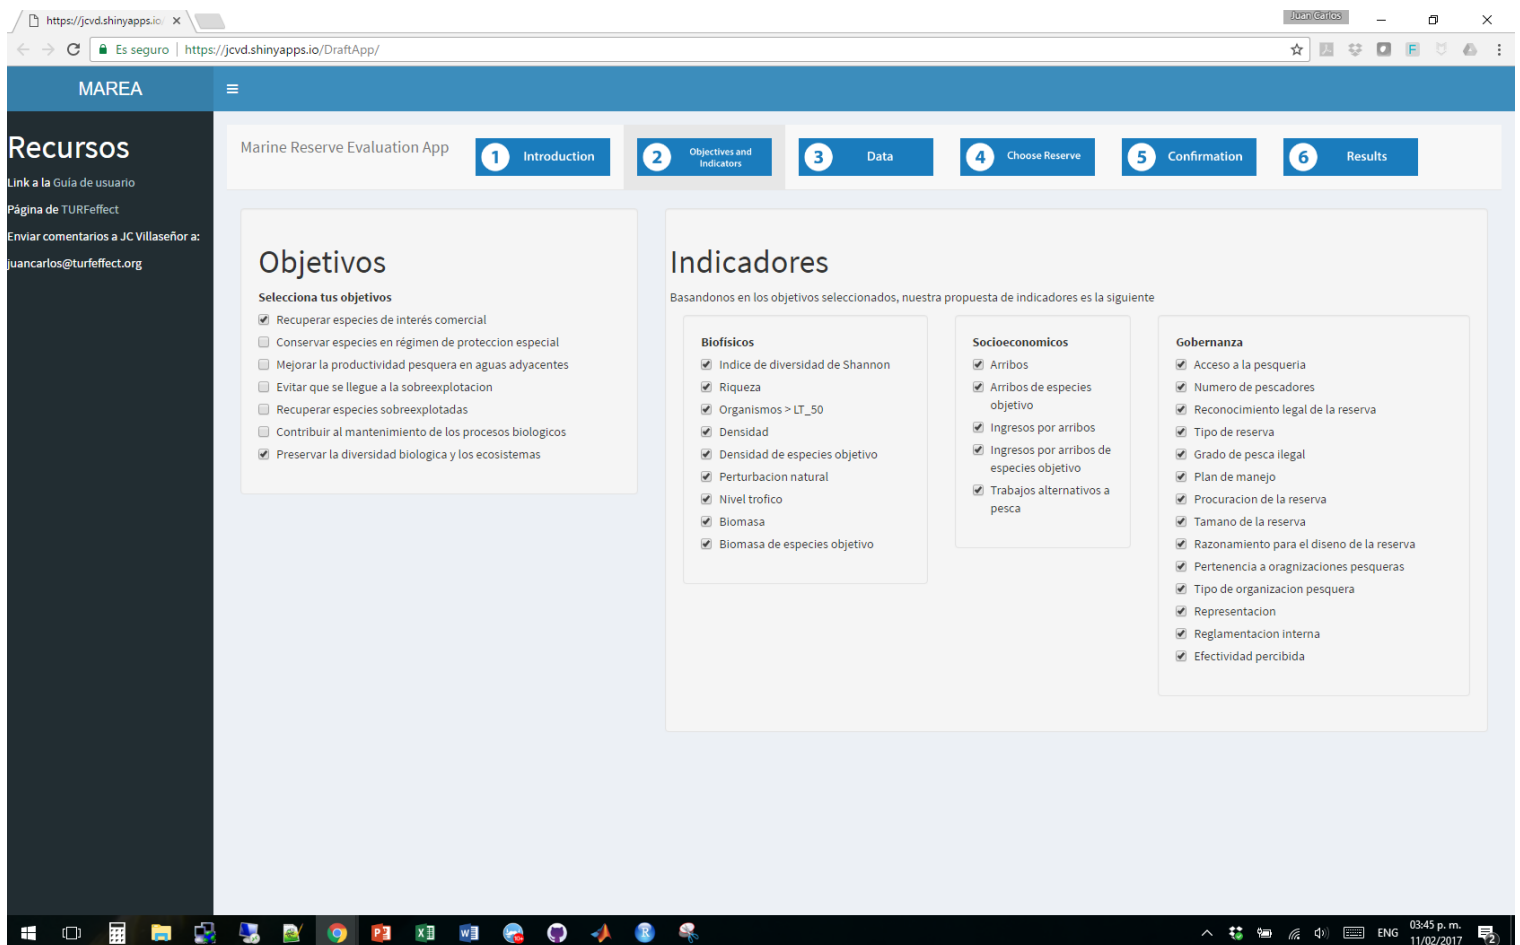 https://jcvd.shinyapps.io/
Juan Carlos
Es seguro | https://jcvd.shinyapps.io/DraftApp/
MAREA
Recursos
Link a la Guía de usuario
Página de TURFeffect
Enviar comentarios a JC Villaseñor a:
juancarlos@turfeffect.org
Marine Reserve Evaluation App
1 Introduction
2 Objectives and
Indicators
3 Data
4 Choose Reserve
5 Confirmation
6 Results
Objetivos
Selecciona tus objetivos
Recuperar especies de interés comercial
Conservar especies en régimen de proteccion especial
Mejorar la productividad pesquera en aguas adyacentes
Evitar que se llegue a la sobreexplotacion
Recuperar especies sobreexplotadas
Contribuir al mantenimiento de los procesos biologicos
Preservar la diversidad biologica y los ecosistemas
Indicadores
Basandonos en los objetivos seleccionados, nuestra propuesta de indicadores es la siguiente
Biofísicos
Indice de diversidad de Shannon
Riqueza
Organismos > LT_50
Densidad
Densidad de especies objetivo
Perturbacion natural
Nivel trofico
Biomasa
Biomasa de especies objetivo
Socioeconomicos
Arribos
Arribos de especies
objetivo
Ingresos por arribos
Ingresos por arribos de
especies objetivo
Trabajos alternativos a
pesca
Gobernanza
Acceso a la pesqueria
Numero de pescadores
Reconocimiento legal de la reserva
Tipo de reserva
Grado de pesca ilegal
Plan de manejo
Procuracion de la reserva
Tamano de la reserva
Razonamiento para el diseno de la reserva
Pertenencia a oragnizaciones pesqueras
Tipo de organizacion pesquera
Representacion
Reglamentacion interna
Efectividad percibida
ENG
03:45 p. m.
11/02/2017
2